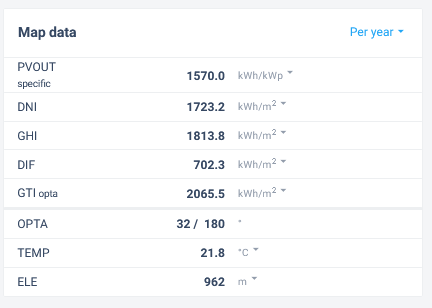 Map data Per year
PVOUT
specific 1570.0 kWh/kWp
DNI 1723.2 kWh/m²
GHI 1813.8 kWh/m²
DIF 702.3 kWh/m²
GTI opta 2065.5 kWh/m²
OPTA 32 / 180 °
TEMP 21.8 °C
ELE 962 m